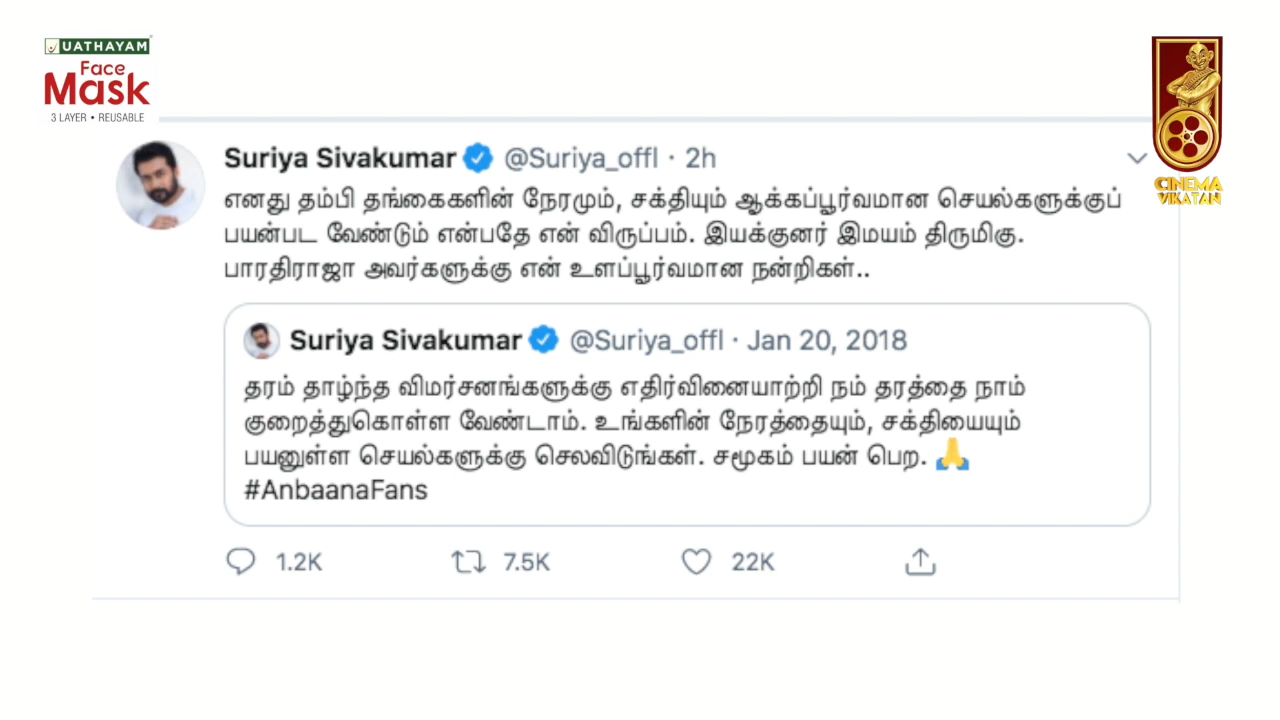 UATHAYAM
Face
Mask
3 LAYER • REUSABLE
CINEMA
VIKATAN
Suriya Sivakumar @Suriya_offl · 2h
எனது தம்பி தங்கைகளின் நேரமும், சக்தியும் ஆக்கப்பூர்வமான செயல்களுக்குப்
பயன்பட வேண்டும் என்பதே என் விருப்பம். இயக்குனர் இமயம் திருமிகு.
பாரதிராஜா அவர்களுக்கு என் உளப்பூர்வமான நன்றிகள்..
Suriya Sivakumar @Suriya_offl · Jan 20, 2018
தரம் தாழ்ந்த விமர்சனங்களுக்கு எதிர்வினையாற்றி நம் தரத்தை நாம்
குறைத்துகொள்ள வேண்டாம். உங்களின் நேரத்தையும், சக்தியையும்
பயனுள்ள செயல்களுக்கு செலவிடுங்கள். சமூகம் பயன் பெற. 🙏
#AnbaanaFans
1.2K 7.5K 22K